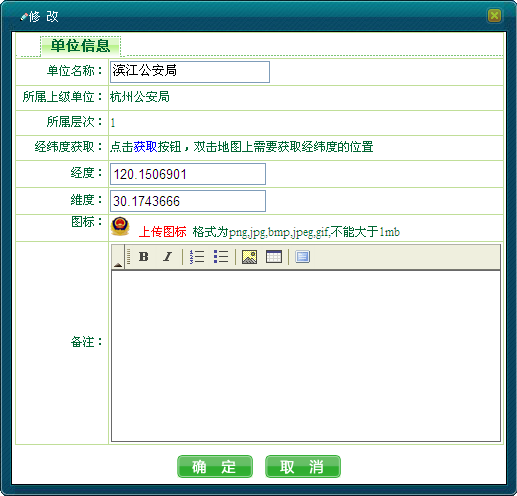 修 改
单位信息
单位名称： 滨江公安局
所属上级单位： 杭州公安局
所属层次： 1
经纬度获取： 点击获取按钮，双击地图上需要获取经纬度的位置
经度： 120.1506901
维度： 30.1743666
图标： 上传图标 格式为png,jpg,bmp,jpeg,gif,不能大于1mb
B I
备注：
确 定 取 消